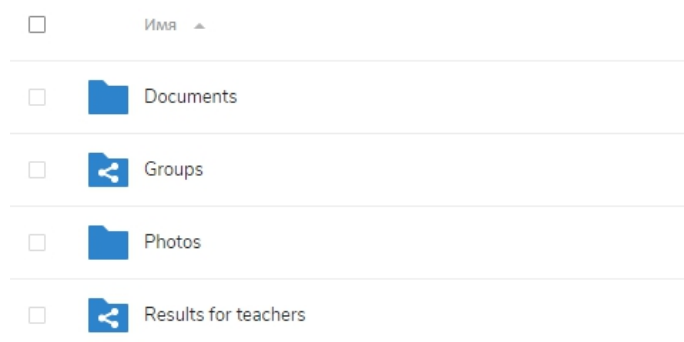 Имя
Documents
Groups
Photos
Results for teachers